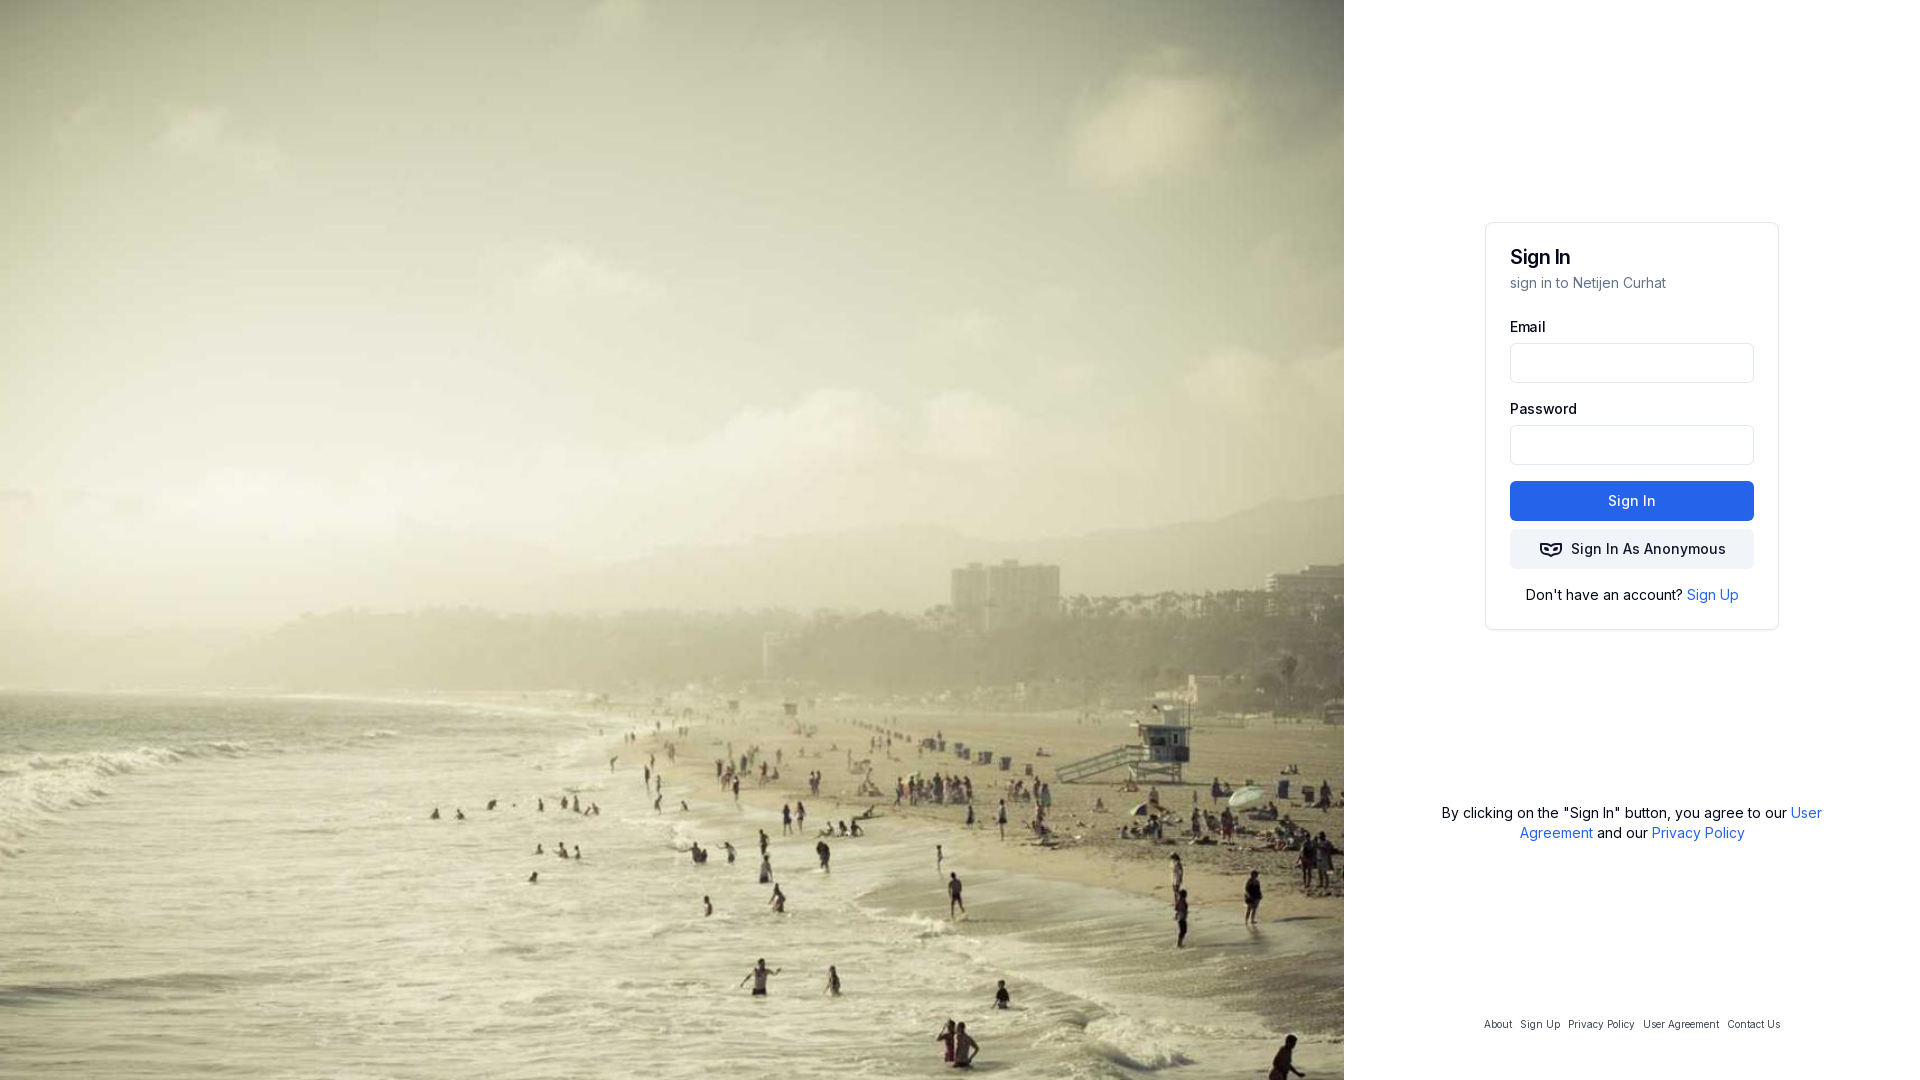 Sign In
sign in to Netijen Curhat
Email
Password
Sign In
Sign In As Anonymous
Don't have an account? Sign Up
By clicking on the "Sign In" button, you agree to our User
Agreement and our Privacy Policy
About Sign Up Privacy Policy User Agreement Contact Us